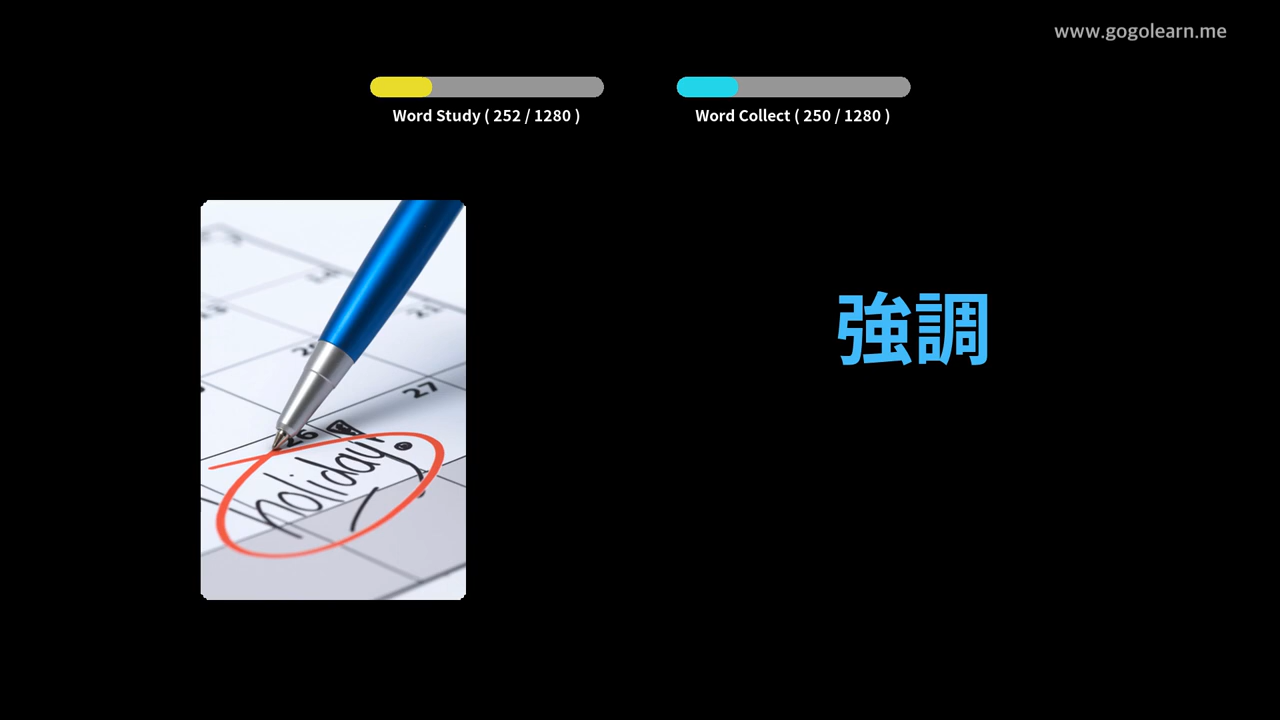 www.gogolearn.me
Word Study ( 252 / 1280 )
Word Collect ( 250 / 1280 )
強調
27
26
holiday!